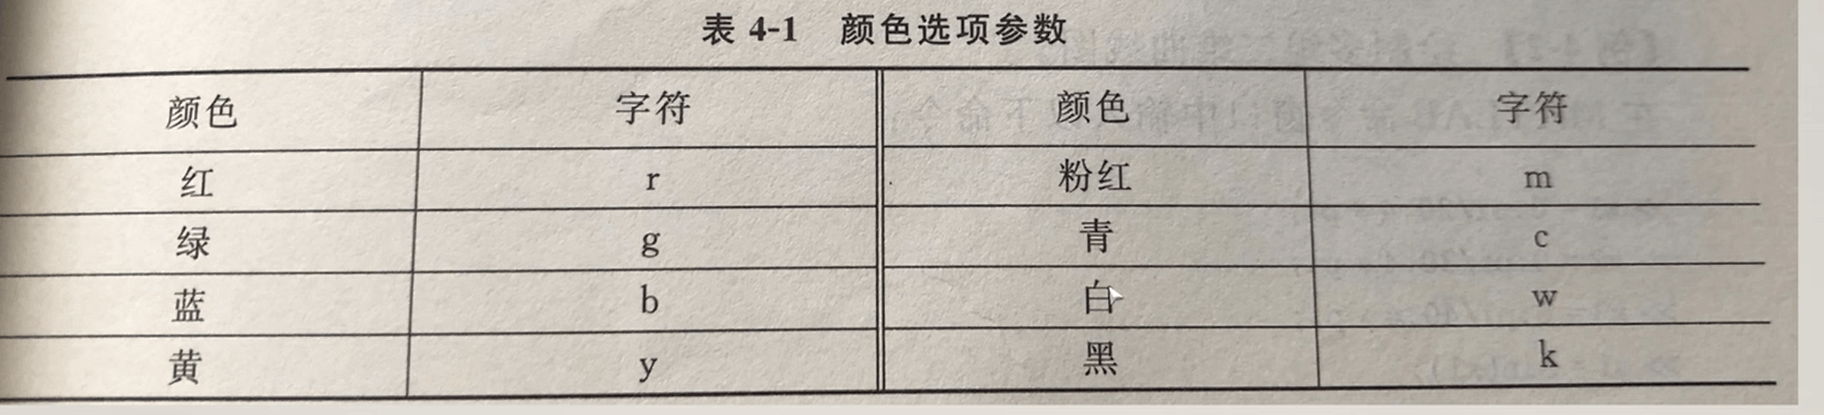 表 4-1 颜色选项参数
颜色 字符 颜色 字符
红 r 粉红 m
绿 g 青 c
蓝 b 白 w
黄 y 黑 k